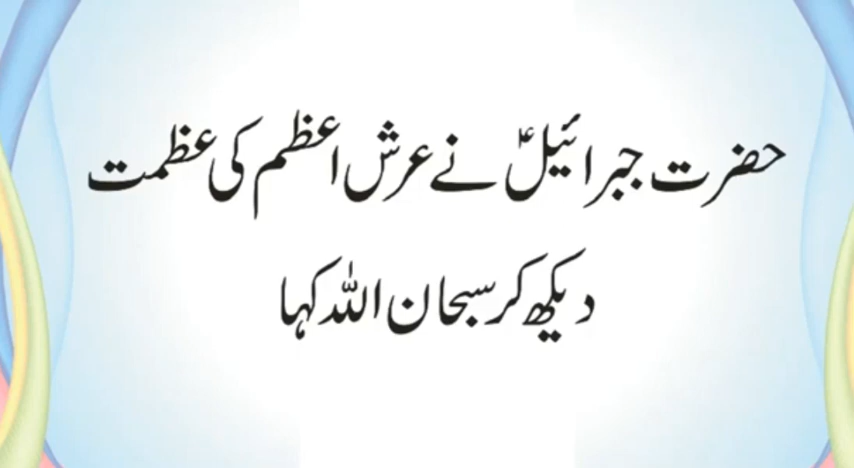 حضرت جبرائیلؑ نے عرش اعظم کی عظمت
دیکھ کر سبحان اللہ کہا